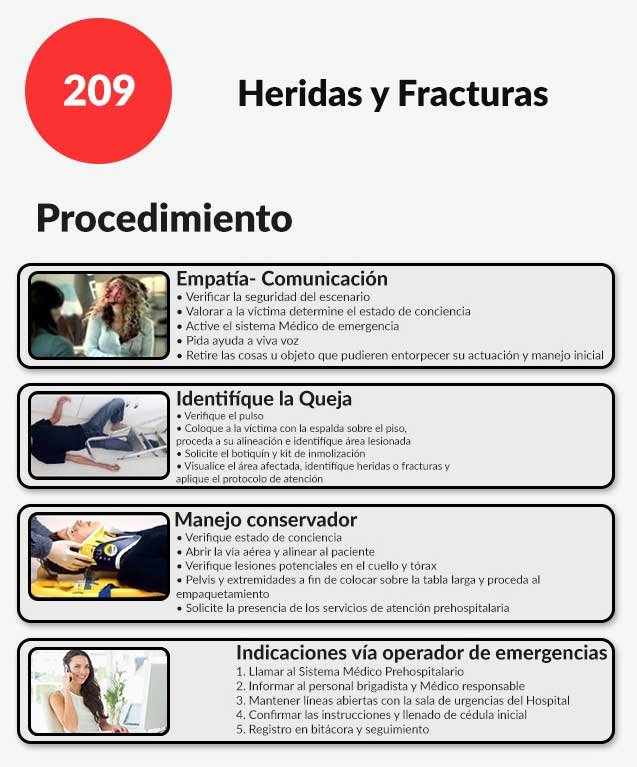 209
Heridas y Fracturas
Procedimiento
Empatía- Comunicación
• Verificar la seguridad del escenario
• Valorar a la víctima determine el estado de conciencia
• Active el sistema Médico de emergencia
• Pida ayuda a viva voz
• Retire las cosas u objeto que pudieren entorpecer su actuación y manejo inicial
Identifíque la Queja
• Verifique el pulso
• Coloque a la víctima con la espalda sobre el piso,
proceda a su alineación e identifíque área lesionada
• Solicite el botiquín y kit de inmolización
• Visualice el área afectada, identifíque heridas o fracturas y
aplique el protocolo de atención
Manejo conservador
• Verifique estado de conciencia
• Abrir la vía aérea y alinear al paciente
• Verifique lesiones potenciales en el cuello y tórax
• Pelvis y extremidades a fin de colocar sobre la tabla larga y proceda al
empaquetamiento
• Solicite la presencia de los servicios de atención prehospitalaria
Indicaciones vía operador de emergencias
1. Llamar al Sistema Médico Prehospitalario
2. Informar al personal brigadista y Médico responsable
3. Mantener líneas abiertas con la sala de urgencias del Hospital
4. Confirmar las instrucciones y llenado de cédula inicial
5. Registro en bitácora y seguimiento